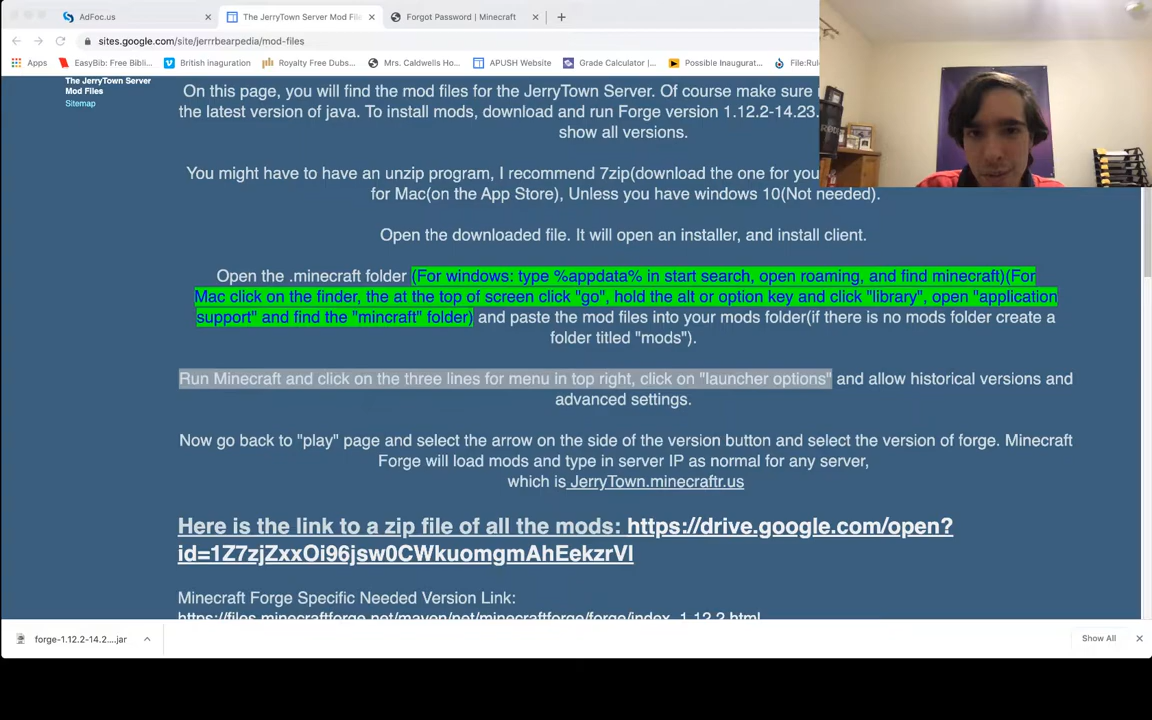 AdFoc.us
The JerryTown Server Mod File
Forgot Password | Minecraft
sites.google.com/site/jerrrbearpedia/mod-files
Apps
EasyBib: Free Bibli...
British inaguration
Royalty Free Dubs...
Mrs. Caldwells Ho...
APUSH Website
Grade Calculator |...
Possible Inaugurat...
File:Rul
The JerryTown Server
Mod Files
Sitemap
On this page, you will find the mod files for the JerryTown Server. Of course make sure
the latest version of java. To install mods, download and run Forge version 1.12.2-14.23.
show all versions.
You might have to have an unzip program, I recommend 7zip(download the one for you
for Mac(on the App Store), Unless you have windows 10(Not needed).
Open the downloaded file. It will open an installer, and install client.
Open the .minecraft folder (For windows: type %appdata% in start search, open roaming, and find minecraft)(For
Mac click on the finder, the at the top of screen click "go", hold the alt or option key and click "library", open "application
support" and find the "mincraft" folder) and paste the mod files into your mods folder(if there is no mods folder create a
folder titled "mods").
Run Minecraft and click on the three lines for menu in top right, click on "launcher options" and allow historical versions and
advanced settings.
Now go back to "play" page and select the arrow on the side of the version button and select the version of forge. Minecraft
Forge will load mods and type in server IP as normal for any server,
which is JerryTown.minecraftr.us
Here is the link to a zip file of all the mods: https://drive.google.com/open?
id=1Z7zjZxxOi96jsw0CWkuomgmAhEekzrVl
Minecraft Forge Specific Needed Version Link:
https://files.minecraftforge.net/maven/net/minecraftforge/forge/index_1.12.2.html
forge-1.12.2-14.2....jar
Show All